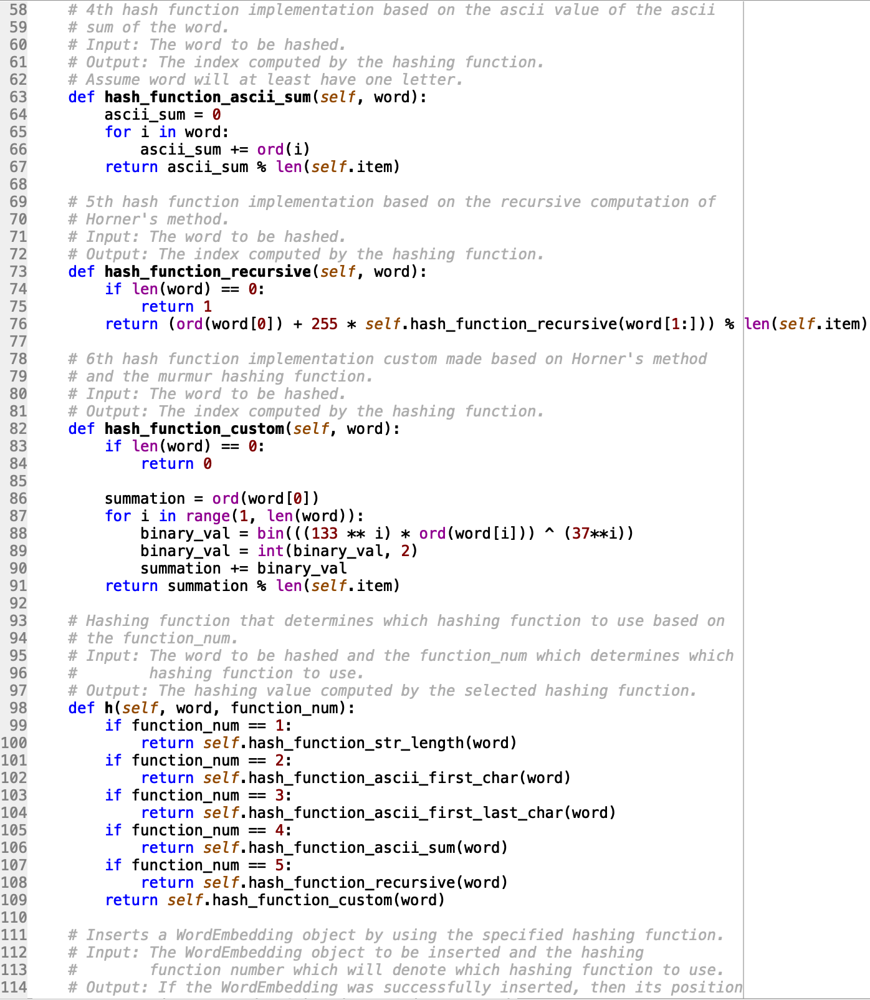 58 # 4th hash function implementation based on the ascii value of the ascii
59 # sum of the word.
60 # Input: The word to be hashed.
61 # Output: The index computed by the hashing function.
62 # Assume word will at least have one letter.
63 def hash_function_ascii_sum(self, word):
64 ascii_sum = 0
65 for i in word:
66 ascii_sum += ord(i)
67 return ascii_sum % len(self.item)
68
69 # 5th hash function implementation based on the recursive computation of
70 # Horner's method.
71 # Input: The word to be hashed.
72 # Output: The index computed by the hashing function.
73 def hash_function_recursive(self, word):
74 if len(word) == 0:
75 return 1
76 return (ord(word[0]) + 255 * self.hash_function_recursive(word[1:])) % len(self.item)
77
78 # 6th hash function implementation custom made based on Horner's method
79 # and the murmur hashing function.
80 # Input: The word to be hashed.
81 # Output: The index computed by the hashing function.
82 def hash_function_custom(self, word):
83 if len(word) == 0:
84 return 0
85
86 summation = ord(word[0])
87 for i in range(1, len(word)):
88 binary_val = bin(((133 ** i) * ord(word[i])) ^ (37**i))
89 binary_val = int(binary_val, 2)
90 summation += binary_val
91 return summation % len(self.item)
92
93 # Hashing function that determines which hashing function to use based on
94 # the function_num.
95 # Input: The word to be hashed and the function_num which determines which
96 # hashing function to use.
97 # Output: The hashing value computed by the selected hashing function.
98 def h(self, word, function_num):
99 if function_num == 1:
100 return self.hash_function_str_length(word)
101 if function_num == 2:
102 return self.hash_function_ascii_first_char(word)
103 if function_num == 3:
104 return self.hash_function_ascii_first_last_char(word)
105 if function_num == 4:
106 return self.hash_function_ascii_sum(word)
107 if function_num == 5:
108 return self.hash_function_recursive(word)
109 return self.hash_function_custom(word)
110
111 # Inserts a WordEmbedding object by using the specified hashing function.
112 # Input: The WordEmbedding object to be inserted and the hashing
113 # function number which will denote which hashing function to use.
114 # Output: If the WordEmbedding was successfully inserted, then its position